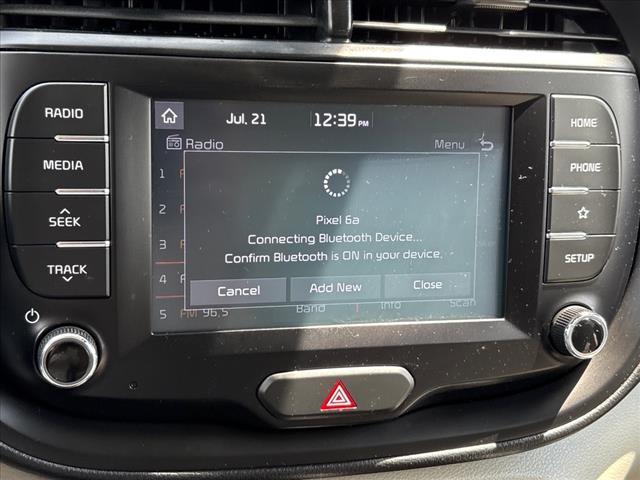 RADIO
MEDIA
SEEK
TRACK
Jul. 21 12:39 PM
Radio Menu
1 F
2 F
3 F
4 F
5 FM 96.5
Pixel 6a
Connecting Bluetooth Device...
Confirm Bluetooth is ON in your device.
Cancel Add New Close
Band Info Scan
HOME
PHONE
SETUP